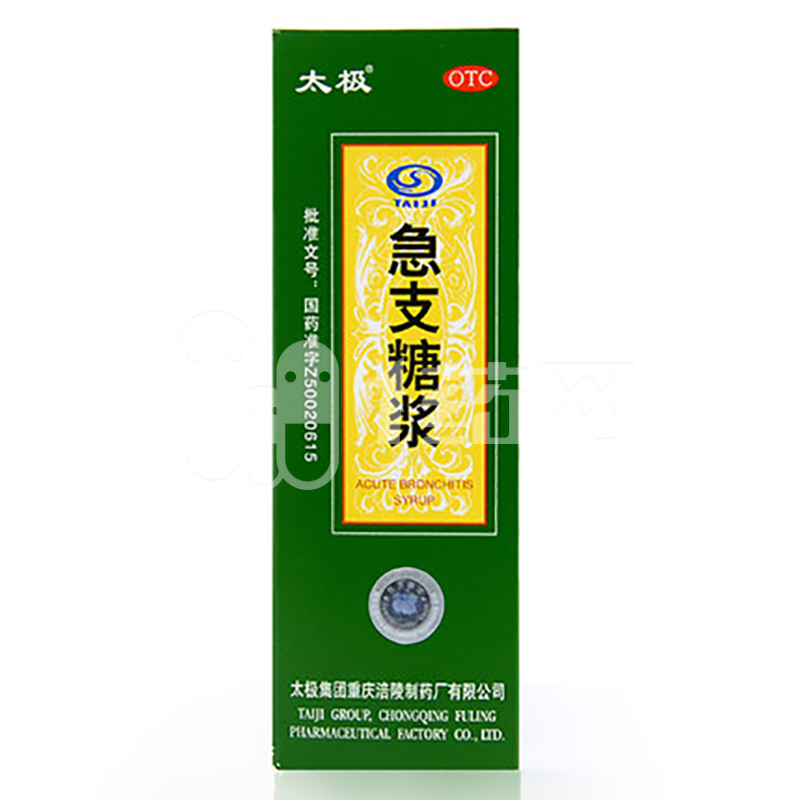 太极®
OTC
TAIJI
急支糖浆
ACUTE BRONCHITIS
SYRUP
批准文号：国药准字Z50020615
太极集团重庆涪陵制药厂有限公司
TAIJI GROUP, CHONGQING FULING
PHARMACEUTICAL FACTORY CO., LTD.
药网